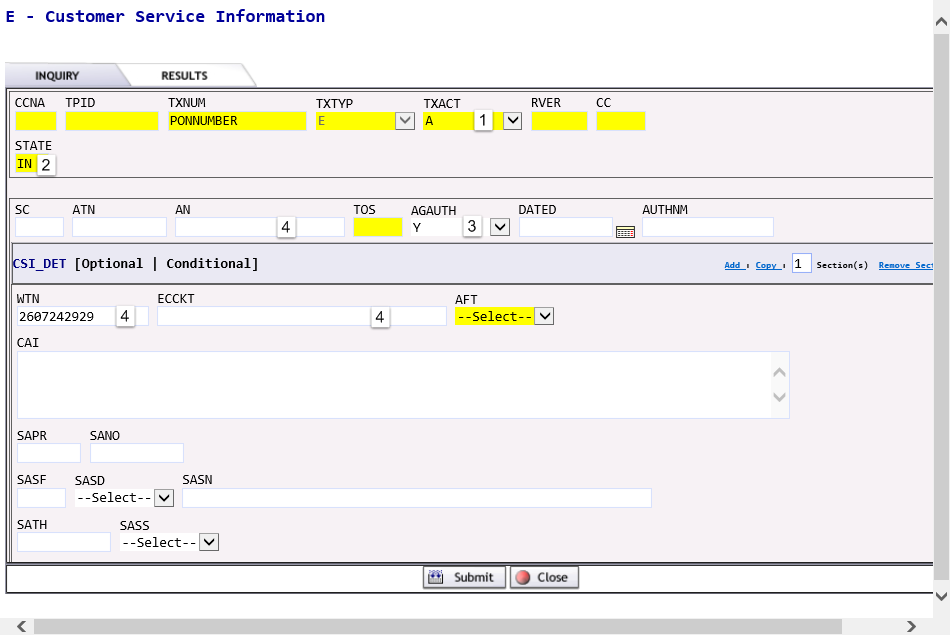 E - Customer Service Information
INQUIRY RESULTS
CCNA TPID TXNUM TXTYP TXACT RVER CC
PONNUMBER E A 1
STATE
IN 2
SC ATN AN TOS AGAUTH DATED AUTHNM
4 Y 3
CSI_DET [Optional | Conditional] Add Copy 1 Section(s) Remove Sect
WTN ECCKT AFT
2607242929 4 4 --Select--
CAI
SAPR SANO
SASF SASD SASN
--Select--
SATH SASS
--Select--
Submit Close